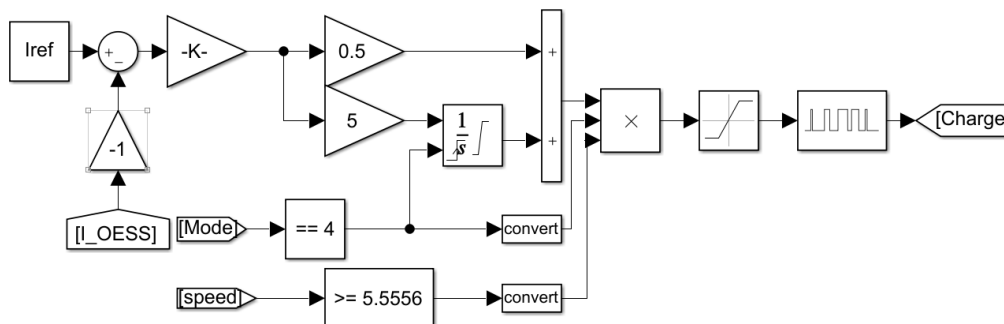 Iref
+
−
-K-
0.5
5
-1
[I_OESS]
1
s
+
+
×
[Charge
[Mode]
== 4
convert
[speed]
>= 5.5556
convert